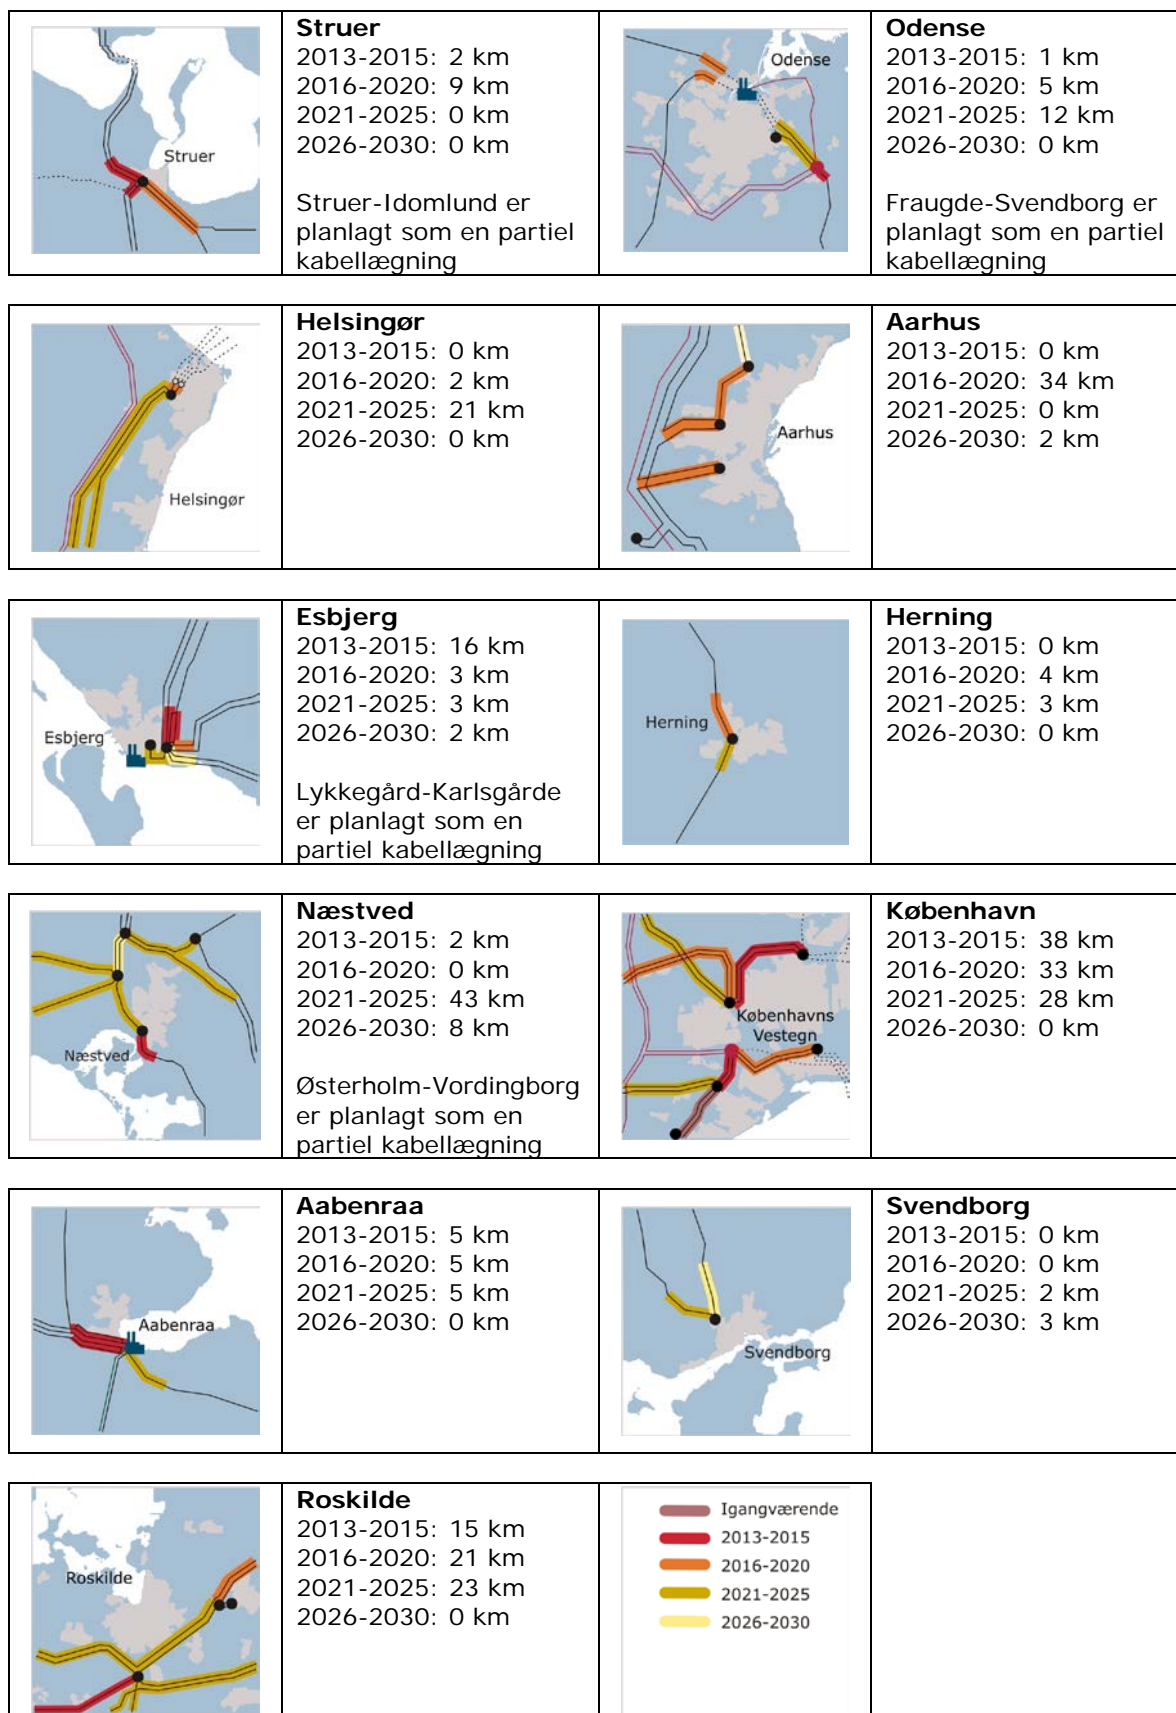 Struer
Struer
2013-2015: 2 km
2016-2020: 9 km
2021-2025: 0 km
2026-2030: 0 km
Struer-Idomlund er
planlagt som en partiel
kabellægning
Odense
Odense
2013-2015: 1 km
2016-2020: 5 km
2021-2025: 12 km
2026-2030: 0 km
Fraugde-Svendborg er
planlagt som en partiel
kabellægning
Helsingør
Helsingør
2013-2015: 0 km
2016-2020: 2 km
2021-2025: 21 km
2026-2030: 0 km
Aarhus
Aarhus
2013-2015: 0 km
2016-2020: 34 km
2021-2025: 0 km
2026-2030: 2 km
Esbjerg
Esbjerg
2013-2015: 16 km
2016-2020: 3 km
2021-2025: 3 km
2026-2030: 2 km
Lykkegård-Karlsgårde
er planlagt som en
partiel kabellægning
Herning
Herning
2013-2015: 0 km
2016-2020: 4 km
2021-2025: 3 km
2026-2030: 0 km
Næstved
Næstved
2013-2015: 2 km
2016-2020: 0 km
2021-2025: 43 km
2026-2030: 8 km
Østerholm-Vordingborg
er planlagt som en
partiel kabellægning
Københavns
Vestegn
København
2013-2015: 38 km
2016-2020: 33 km
2021-2025: 28 km
2026-2030: 0 km
Aabenraa
Aabenraa
2013-2015: 5 km
2016-2020: 5 km
2021-2025: 5 km
2026-2030: 0 km
Svendborg
Svendborg
2013-2015: 0 km
2016-2020: 0 km
2021-2025: 2 km
2026-2030: 3 km
Roskilde
Roskilde
2013-2015: 15 km
2016-2020: 21 km
2021-2025: 23 km
2026-2030: 0 km
Igangværende
2013-2015
2016-2020
2021-2025
2026-2030